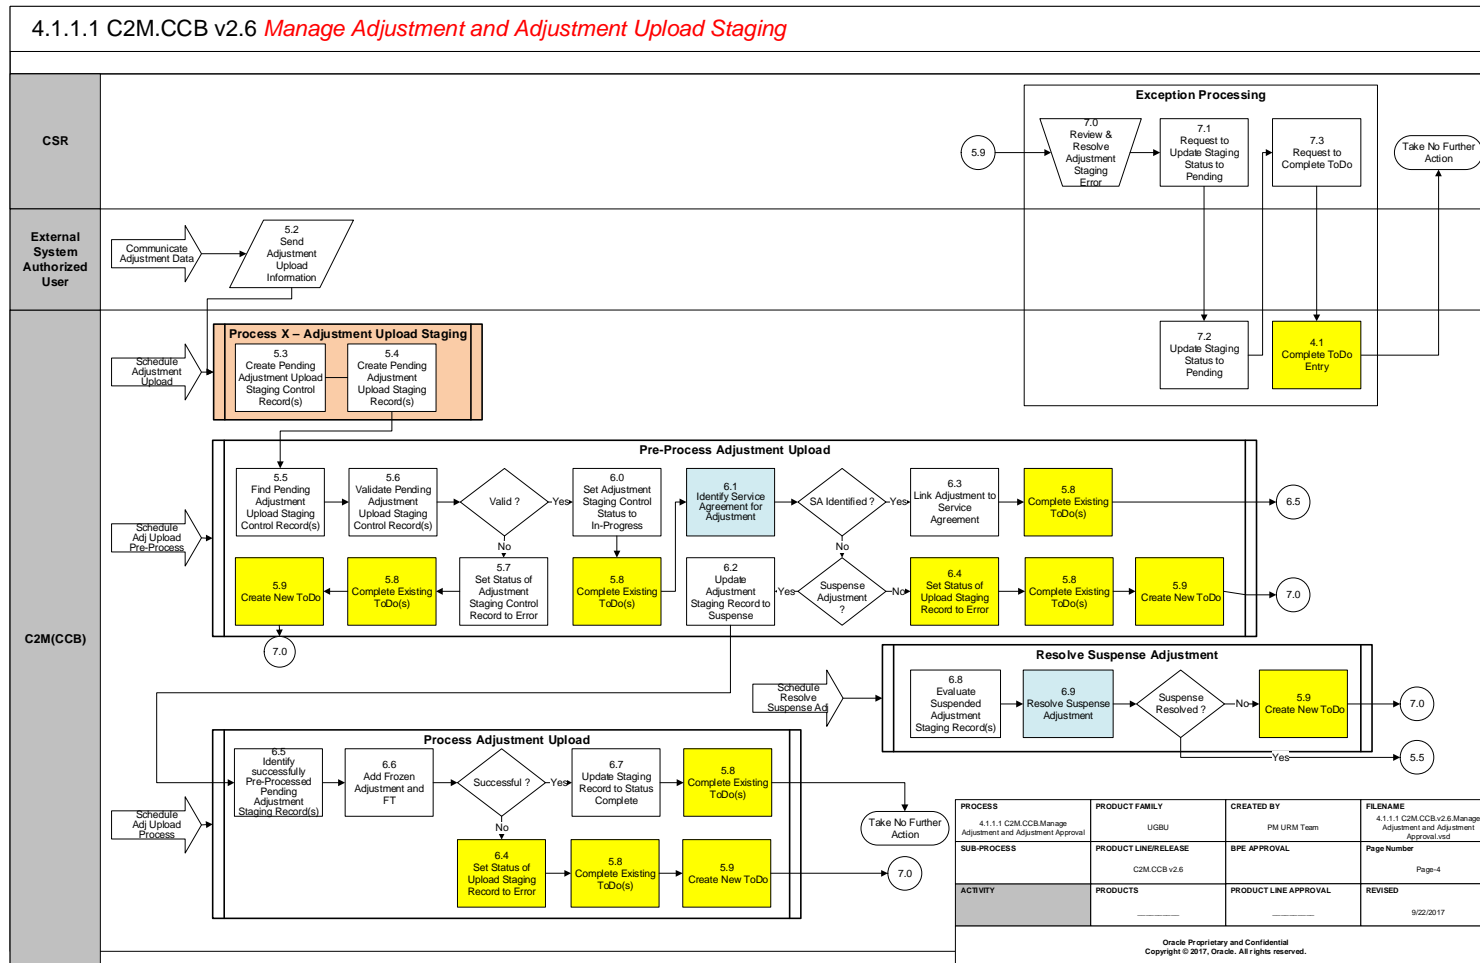 4.1.1.1 C2M.CCB v2.6 Manage Adjustment and Adjustment Upload Staging
CSR
Exception Processing
5.9
7.0
Review &
Resolve
Adjustment
Staging
Error
7.1
Request to
Update Staging
Status to
Pending
7.3
Request to
Complete ToDo
Take No Further
Action
External
System
Authorized
User
Communicate
Adjustment Data
5.2
Send
Adjustment
Upload
Information
C2M(CCB)
Schedule
Adjustment
Upload
Process X – Adjustment Upload Staging
5.3
Create Pending
Adjustment Upload
Staging Control
Record(s)
5.4
Create Pending
Adjustment
Upload Staging
Record(s)
7.2
Update Staging
Status to
Pending
4.1
Complete ToDo
Entry
Pre-Process Adjustment Upload
Schedule
Adj Upload
Pre-Process
5.5
Find Pending
Adjustment
Upload Staging
Control Record(s)
5.6
Validate Pending
Adjustment
Upload Staging
Control Record(s)
Valid ?
Yes
No
6.0
Set Adjustment
Staging Control
Status to
In-Progress
6.1
Identify Service
Agreement for
Adjustment
SA Identified ?
Yes
No
6.3
Link Adjustment to
Service
Agreement
5.8
Complete Existing
ToDo(s)
6.5
5.9
Create New ToDo
5.8
Complete Existing
ToDo(s)
5.7
Set Status of
Adjustment
Staging Control
Record to Error
5.8
Complete Existing
ToDo(s)
6.2
Update
Adjustment
Staging Record to
Suspense
Yes
Suspense
Adjustment
?
No
6.4
Set Status of
Upload Staging
Record to Error
5.8
Complete Existing
ToDo(s)
5.9
Create New ToDo
7.0
7.0
Resolve Suspense Adjustment
Schedule
Resolve
Suspense Adj
6.8
Evaluate
Suspended
Adjustment
Staging Record(s)
6.9
Resolve Suspense
Adjustment
Suspense
Resolved ?
No
Yes
5.9
Create New ToDo
7.0
5.5
Process Adjustment Upload
Schedule
Adj Upload
Process
6.5
Identify
successfully
Pre-Processed
Pending
Adjustment
Staging Record(s)
6.6
Add Frozen
Adjustment and
FT
Successful ?
Yes
No
6.7
Update Staging
Record to Status
Complete
5.8
Complete Existing
ToDo(s)
Take No Further
Action
6.4
Set Status of
Upload Staging
Record to Error
5.8
Complete Existing
ToDo(s)
5.9
Create New ToDo
7.0
PROCESS
4.1.1.1 C2M.CCB.Manage
Adjustment and Adjustment Approval
PRODUCT FAMILY
UGBU
CREATED BY
PM URM Team
FILENAME
4.1.1.1 C2M.CCB.v2.6.Manage
Adjustment and Adjustment
Approval.vsd
SUB-PROCESS
PRODUCT LINE/RELEASE
C2M.CCB v2.6
BPE APPROVAL
Page Number
Page-4
ACTIVITY
PRODUCTS
PRODUCT LINE APPROVAL
REVISED
9/22/2017
Oracle Proprietary and Confidential
Copyright © 2017, Oracle. All rights reserved.